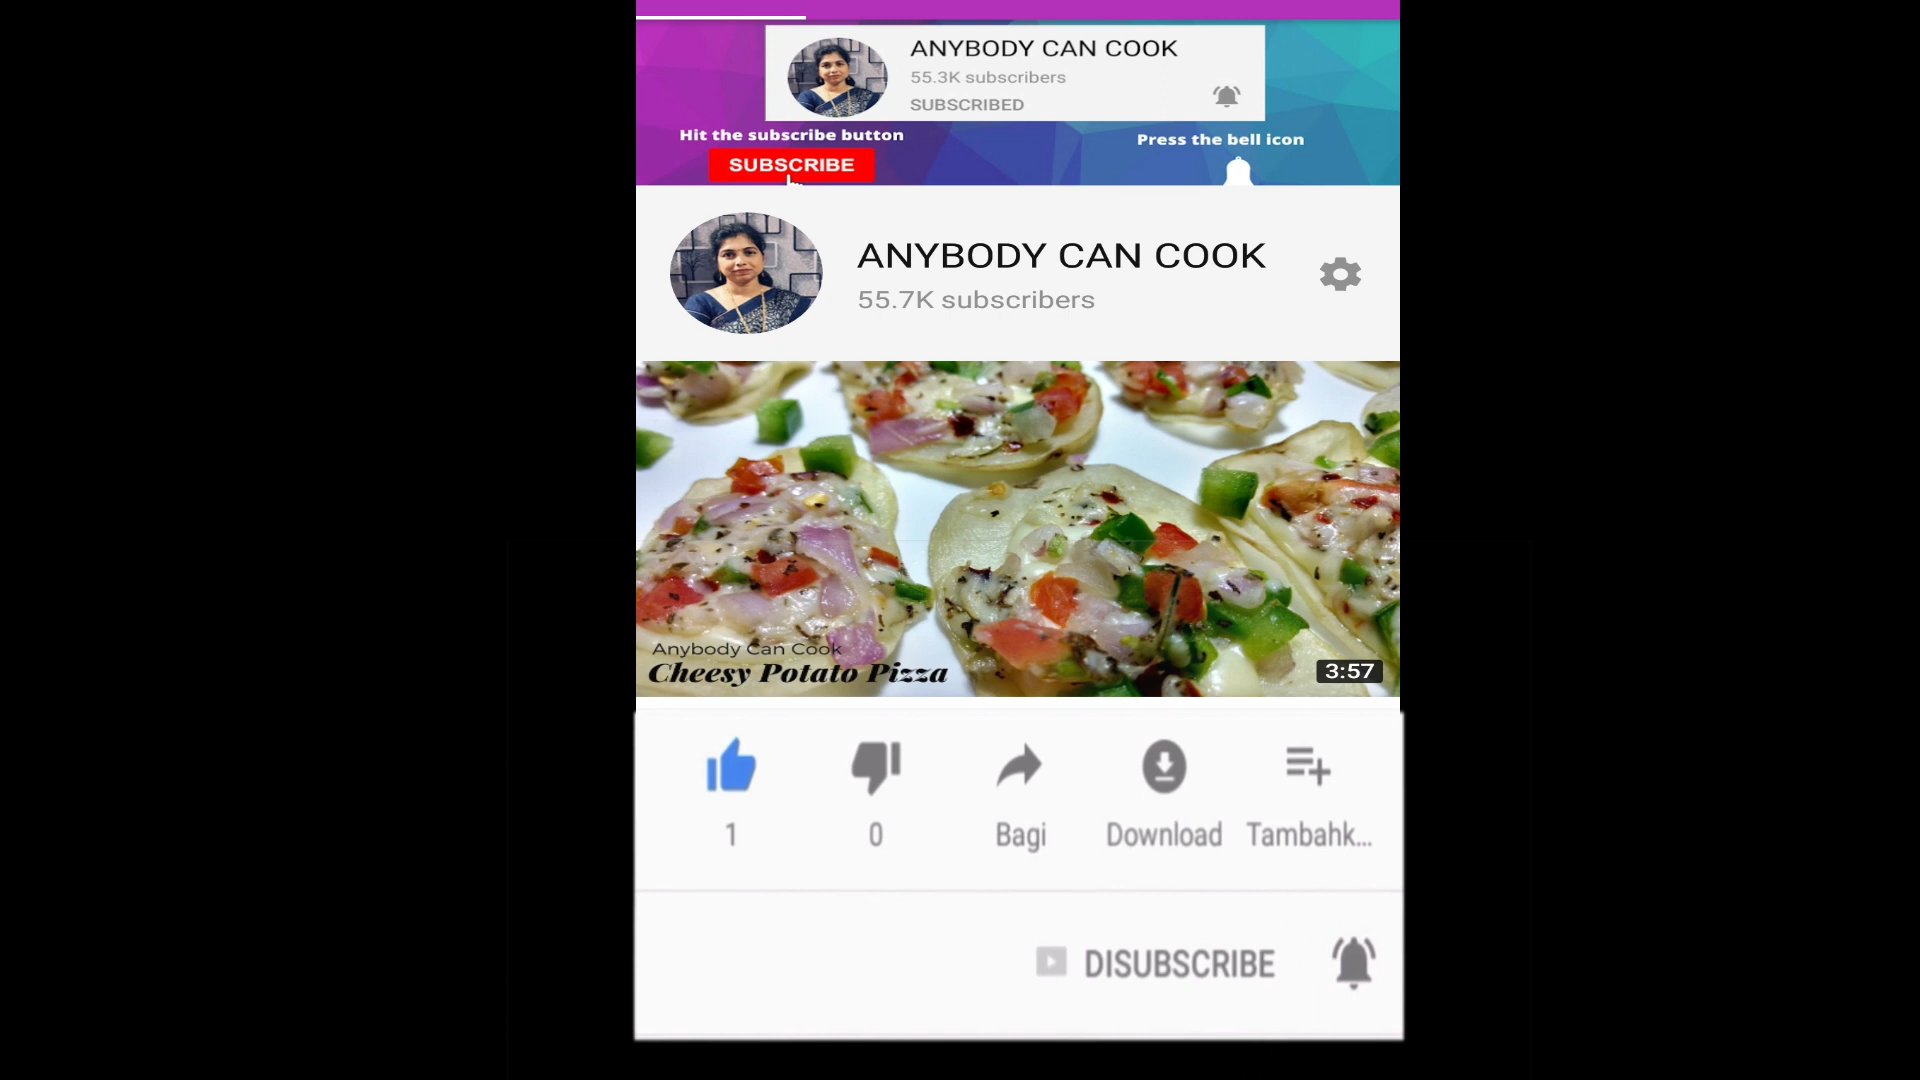 ANYBODY CAN COOK
55.3K subscribers
SUBSCRIBED
Hit the subscribe button
Press the bell icon
SUBSCRIBE
ANYBODY CAN COOK
55.7K subscribers
Anybody Can Cook
Cheesy Potato Pizza
3:57
1
0
Bagi
Download
Tambahk...
DISUBSCRIBE